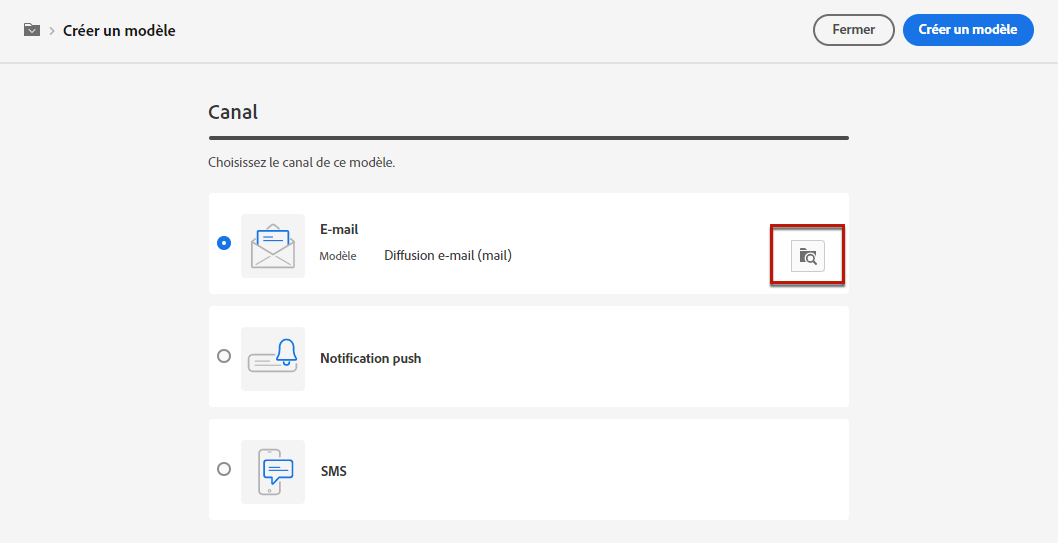 Créer un modèle
Fermer
Créer un modèle
Canal
Choisissez le canal de ce modèle.
E-mail
Modèle Diffusion e-mail (mail)
Notification push
SMS